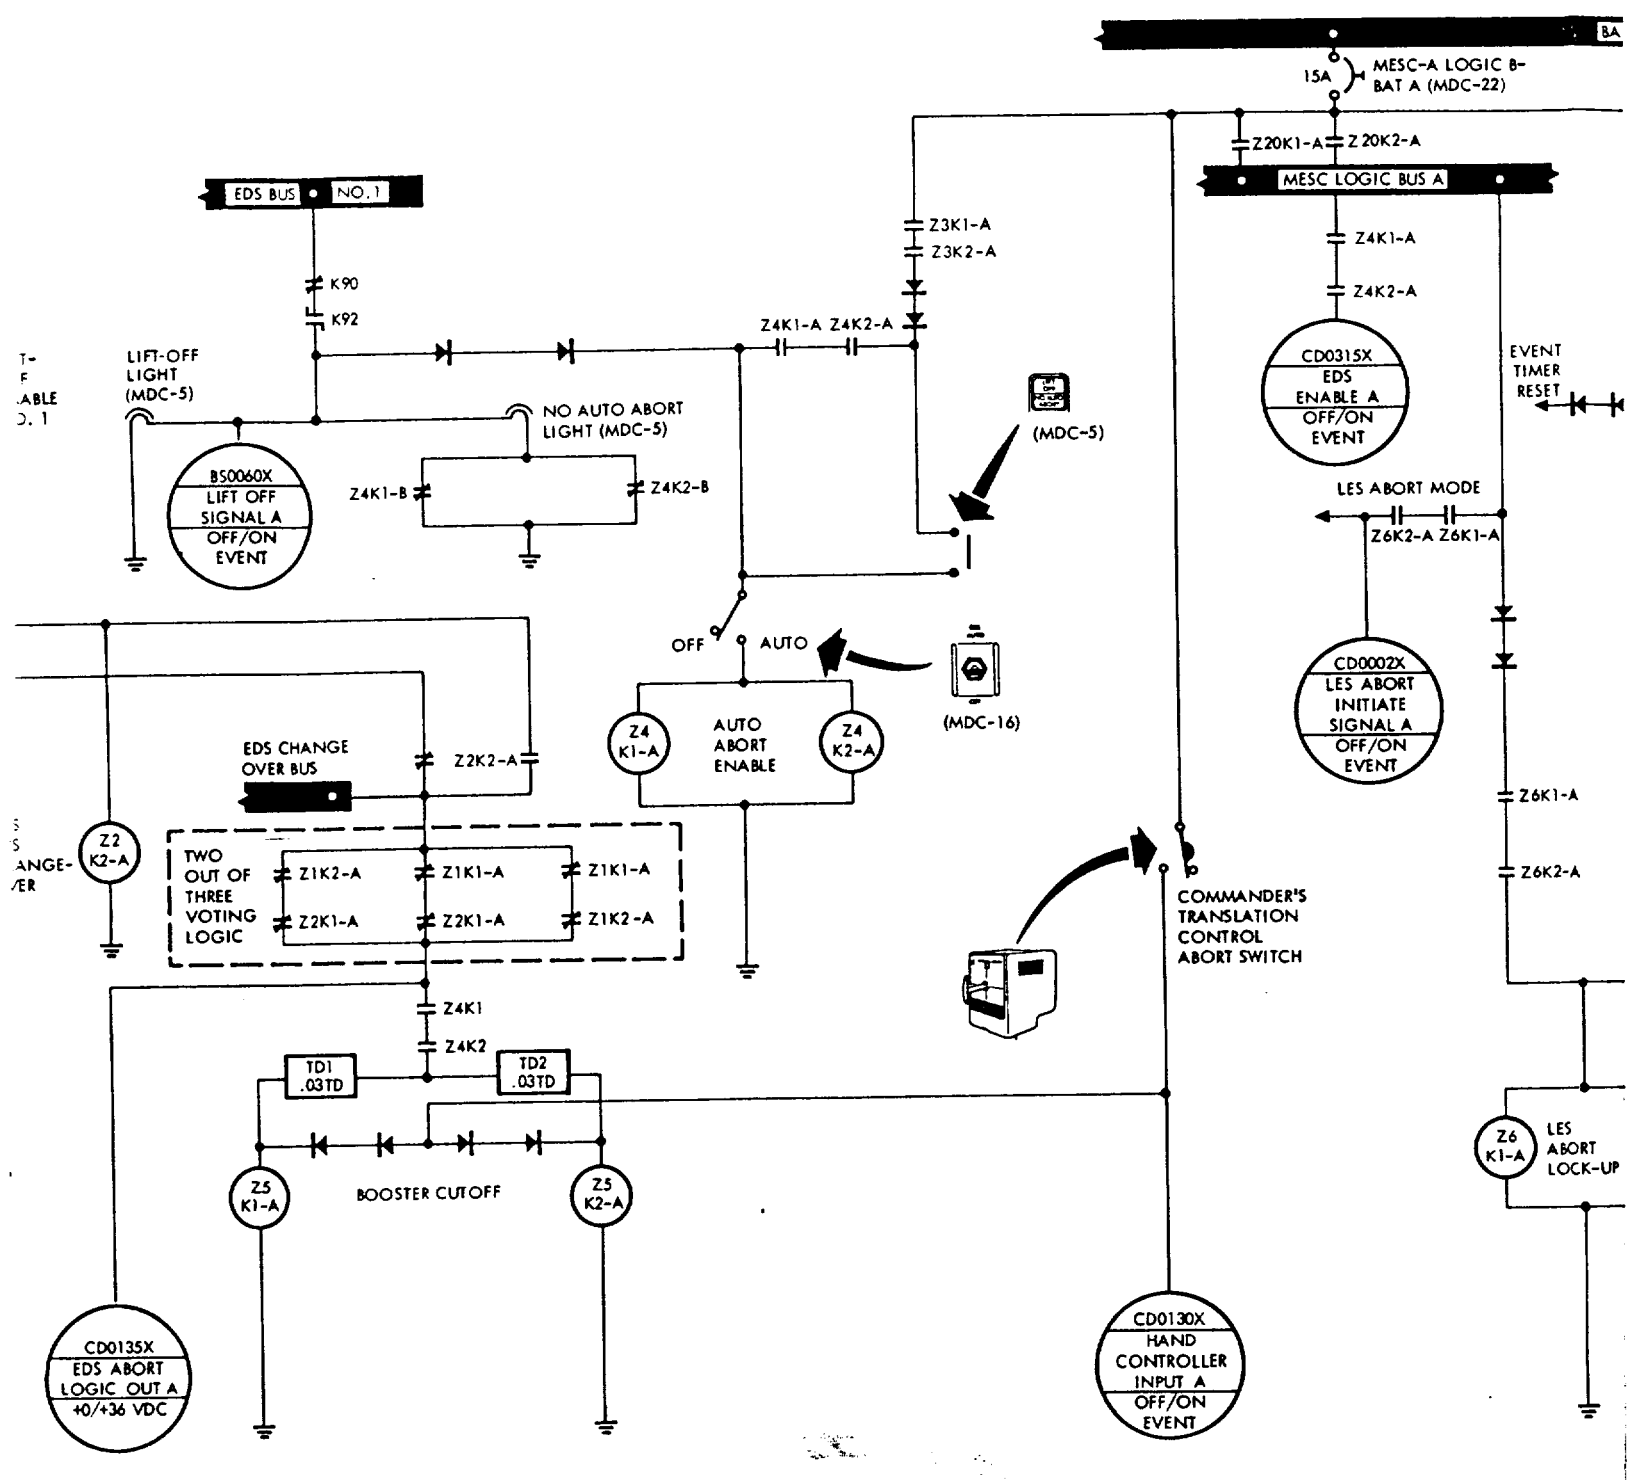 BA
15A
MESC-A LOGIC B-
BAT A (MDC-22)
Z20K1-A
Z20K2-A
MESC LOGIC BUS A
EDS BUS NO. 1
Z3K1-A
Z3K2-A
Z4K1-A
Z4K2-A
K90
K92
Z4K1-A Z4K2-A
T-
ABLE
O. 1
LIFT-OFF
LIGHT
(MDC-5)
NO AUTO ABORT
LIGHT (MDC-5)
(MDC-5)
CD0315X
EDS
ENABLE A
OFF/ON
EVENT
EVENT
TIMER
RESET
BS0060X
LIFT OFF
SIGNAL A
OFF/ON
EVENT
Z4K1-B
Z4K2-B
LES ABORT MODE
Z6K2-A Z6K1-A
OFF
AUTO
(MDC-16)
CD0002X
LES ABORT
INITIATE
SIGNAL A
OFF/ON
EVENT
Z4
K1-A
AUTO
ABORT
ENABLE
Z4
K2-A
EDS CHANGE
OVER BUS
Z2K2-A
Z6K1-A
Z6K2-A
S
S
ANGE-
VER
Z2
K2-A
TWO
OUT OF
THREE
VOTING
LOGIC
Z1K2-A
Z1K1-A
Z1K1-A
Z2K1-A
Z2K1-A
Z1K2-A
COMMANDER'S
TRANSLATION
CONTROL
ABORT SWITCH
Z4K1
Z4K2
TD1
.03TD
TD2
.03TD
Z5
K1-A
BOOSTER CUTOFF
Z5
K2-A
Z6
K1-A
LES
ABORT
LOCK-UP
CD0135X
EDS ABORT
LOGIC OUT A
+0/+36 VDC
CD0130X
HAND
CONTROLLER
INPUT A
OFF/ON
EVENT